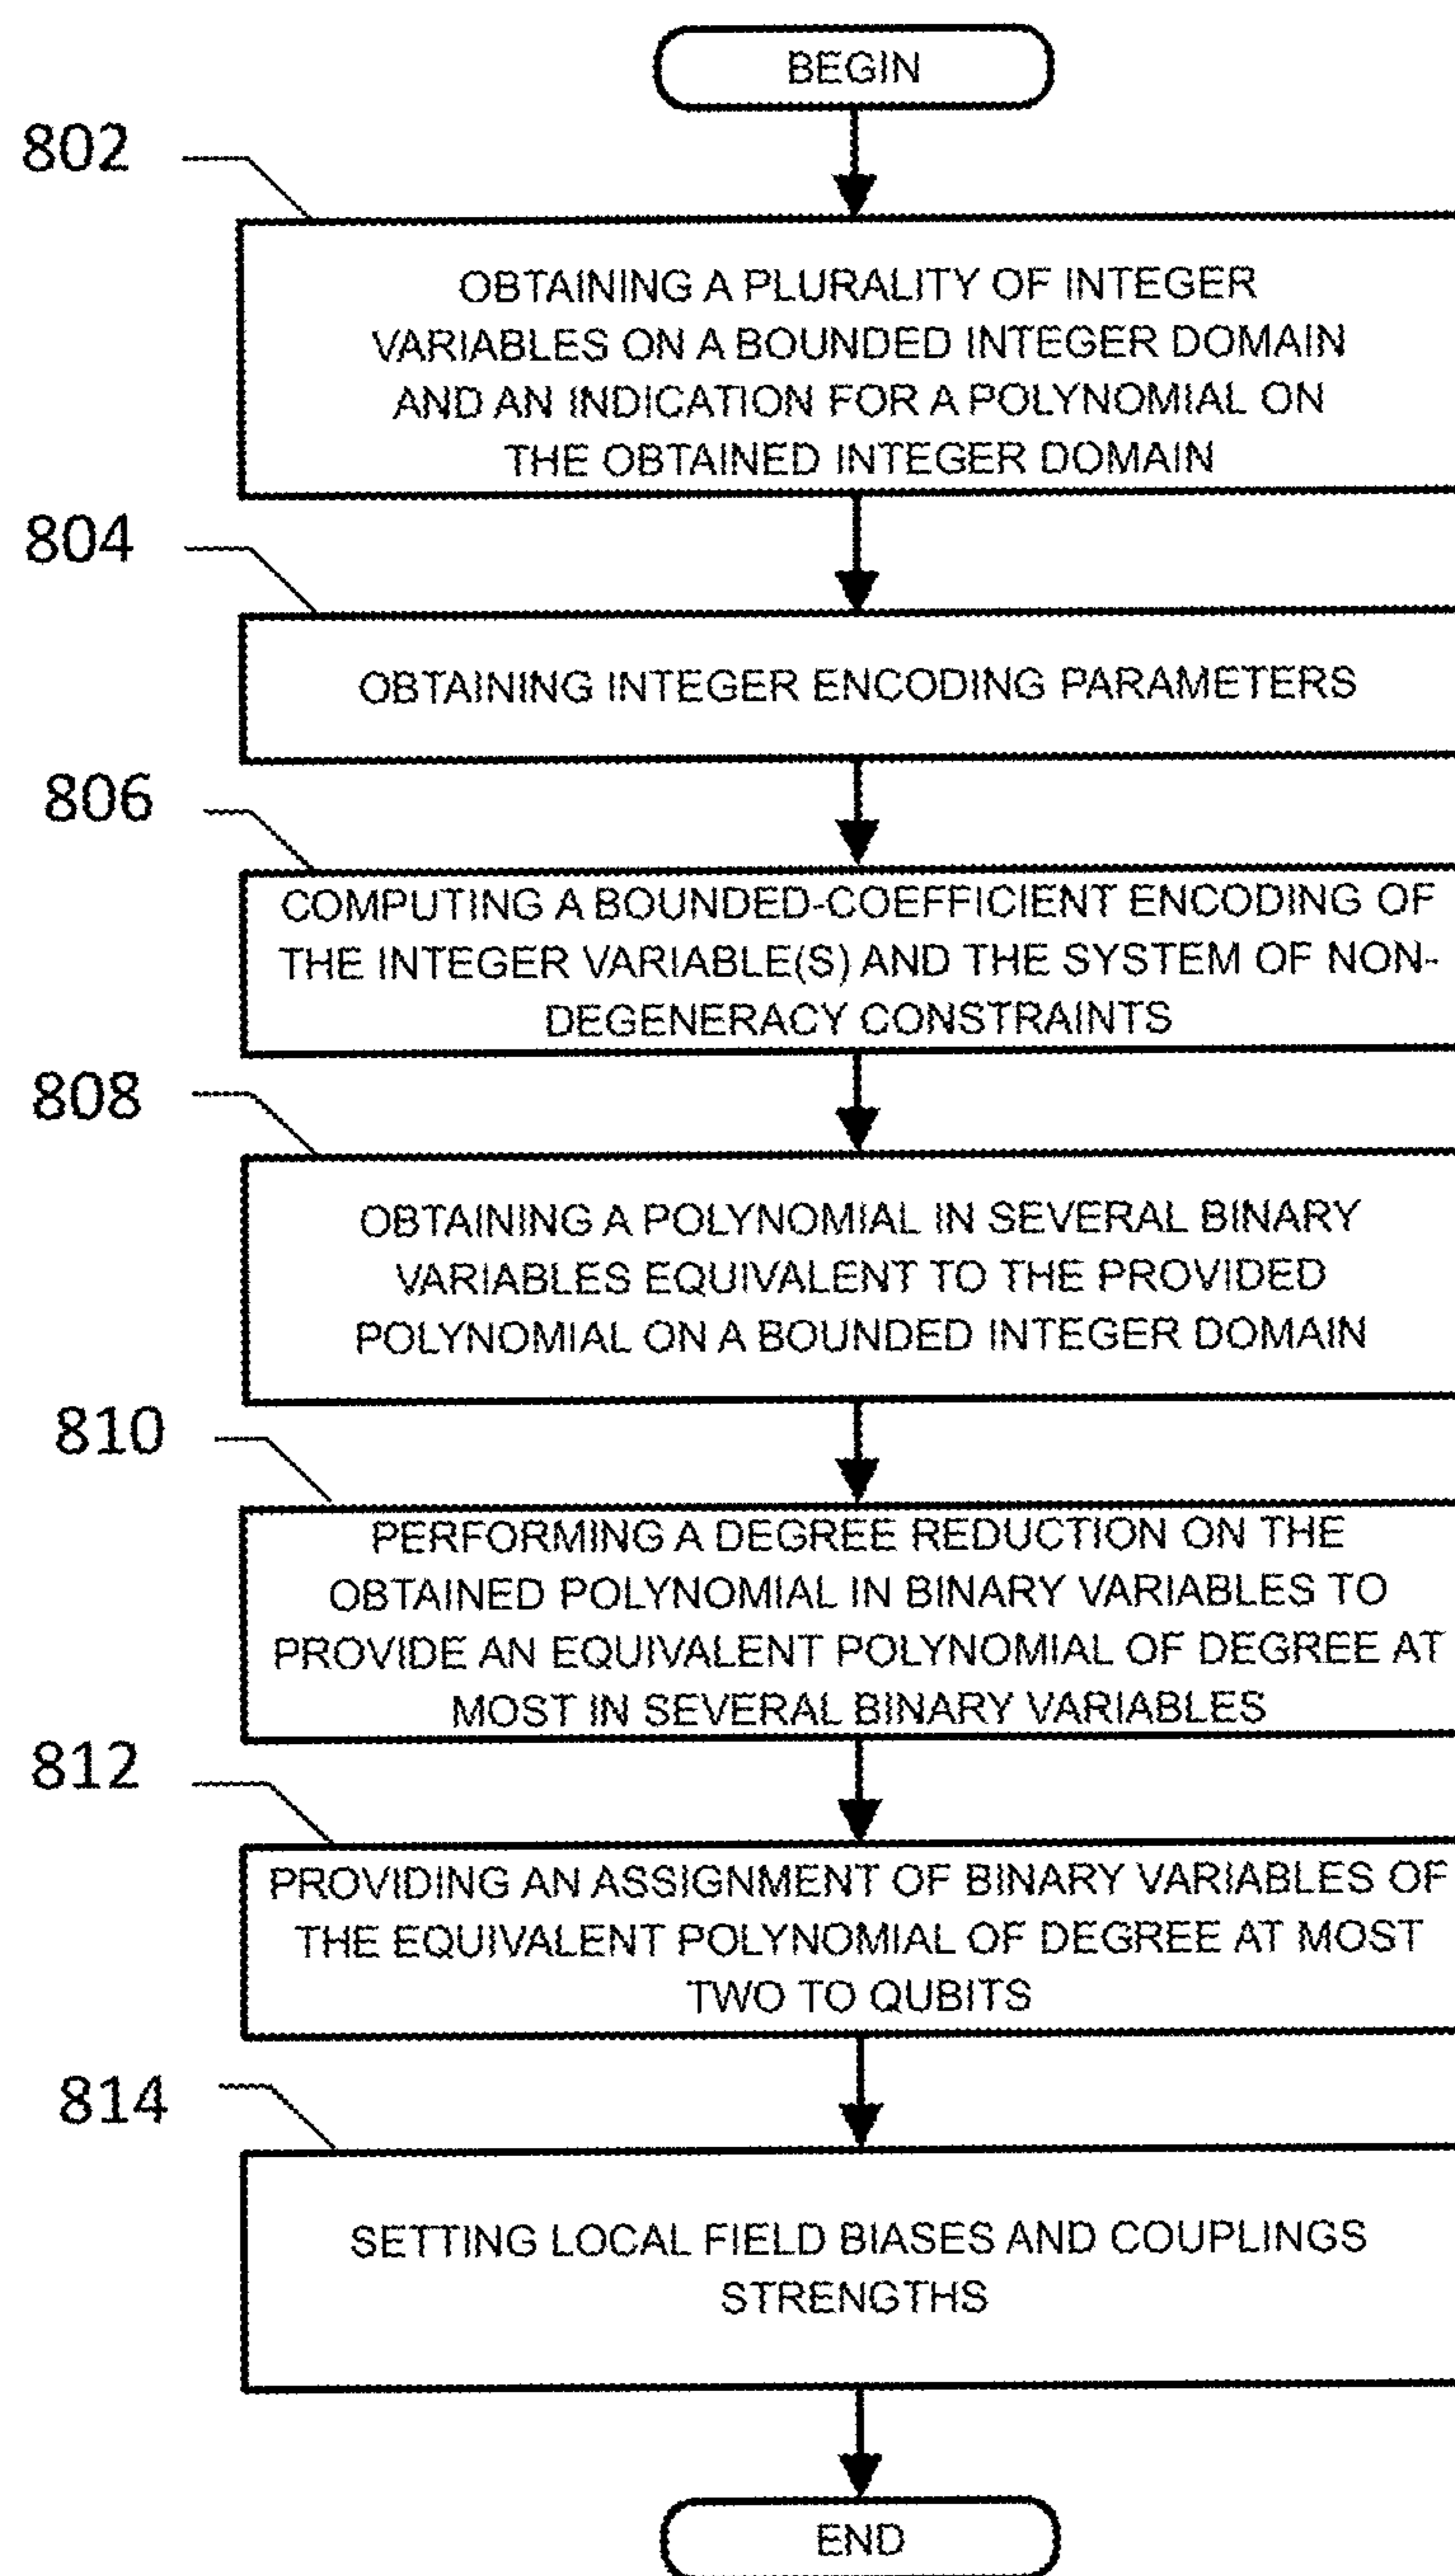 BEGIN
802
OBTAINING A PLURALITY OF INTEGER
VARIABLES ON A BOUNDED INTEGER DOMAIN
AND AN INDICATION FOR A POLYNOMIAL ON
THE OBTAINED INTEGER DOMAIN
804
OBTAINING INTEGER ENCODING PARAMETERS
806
COMPUTING A BOUNDED-COEFFICIENT ENCODING OF
THE INTEGER VARIABLE(S) AND THE SYSTEM OF NON-
DEGENERACY CONSTRAINTS
808
OBTAINING A POLYNOMIAL IN SEVERAL BINARY
VARIABLES EQUIVALENT TO THE PROVIDED
POLYNOMIAL ON A BOUNDED INTEGER DOMAIN
810
PERFORMING A DEGREE REDUCTION ON THE
OBTAINED POLYNOMIAL IN BINARY VARIABLES TO
PROVIDE AN EQUIVALENT POLYNOMIAL OF DEGREE AT
MOST IN SEVERAL BINARY VARIABLES
812
PROVIDING AN ASSIGNMENT OF BINARY VARIABLES OF
THE EQUIVALENT POLYNOMIAL OF DEGREE AT MOST
TWO TO QUBITS
814
SETTING LOCAL FIELD BIASES AND COUPLINGS
STRENGTHS
END